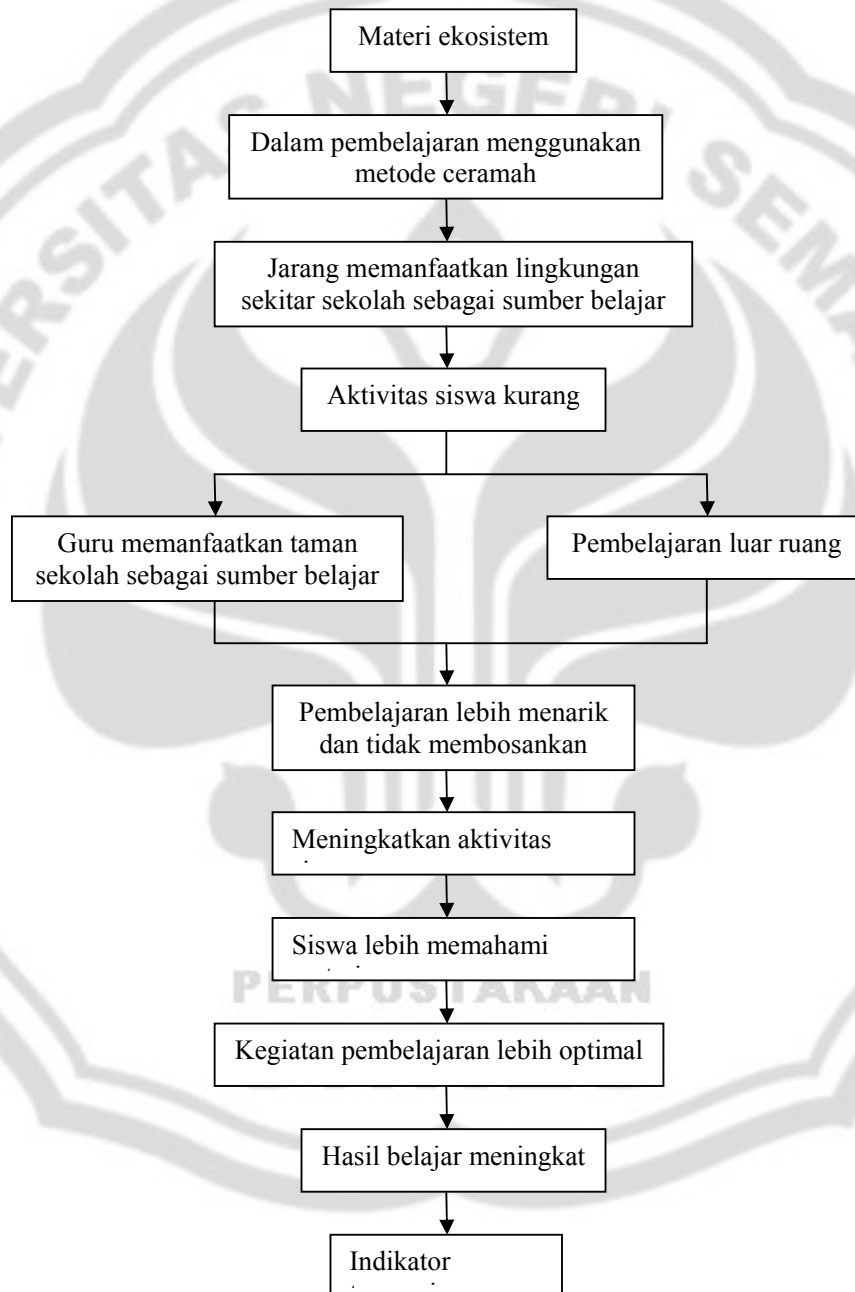 Materi ekosistem
Dalam pembelajaran menggunakan
metode ceramah
Jarang memanfaatkan lingkungan
sekitar sekolah sebagai sumber belajar
Aktivitas siswa kurang
Guru memanfaatkan taman
sekolah sebagai sumber belajar
Pembelajaran luar ruang
Pembelajaran lebih menarik
dan tidak membosankan
Meningkatkan aktivitas
Siswa lebih memahami
PERPUSTAKAAN
Kegiatan pembelajaran lebih optimal
Hasil belajar meningkat
Indikator